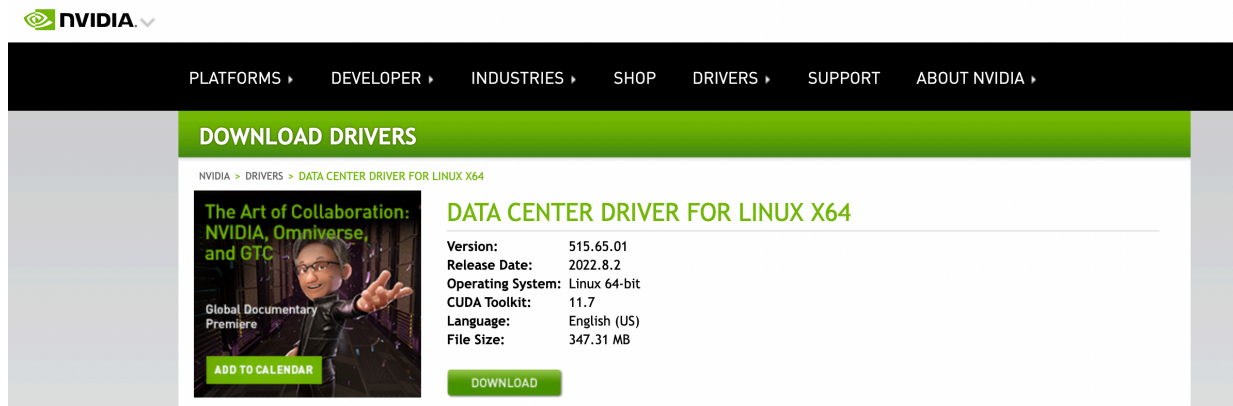 NVIDIA.
PLATFORMS DEVELOPER INDUSTRIES SHOP DRIVERS SUPPORT ABOUT NVIDIA
DOWNLOAD DRIVERS
NVIDIA > DRIVERS > DATA CENTER DRIVER FOR LINUX X64
The Art of Collaboration:
NVIDIA, Omniverse,
and GTC
Global Documentary
Premiere
ADD TO CALENDAR
DATA CENTER DRIVER FOR LINUX X64
Version: 515.65.01
Release Date: 2022.8.2
Operating System: Linux 64-bit
CUDA Toolkit: 11.7
Language: English (US)
File Size: 347.31 MB
DOWNLOAD